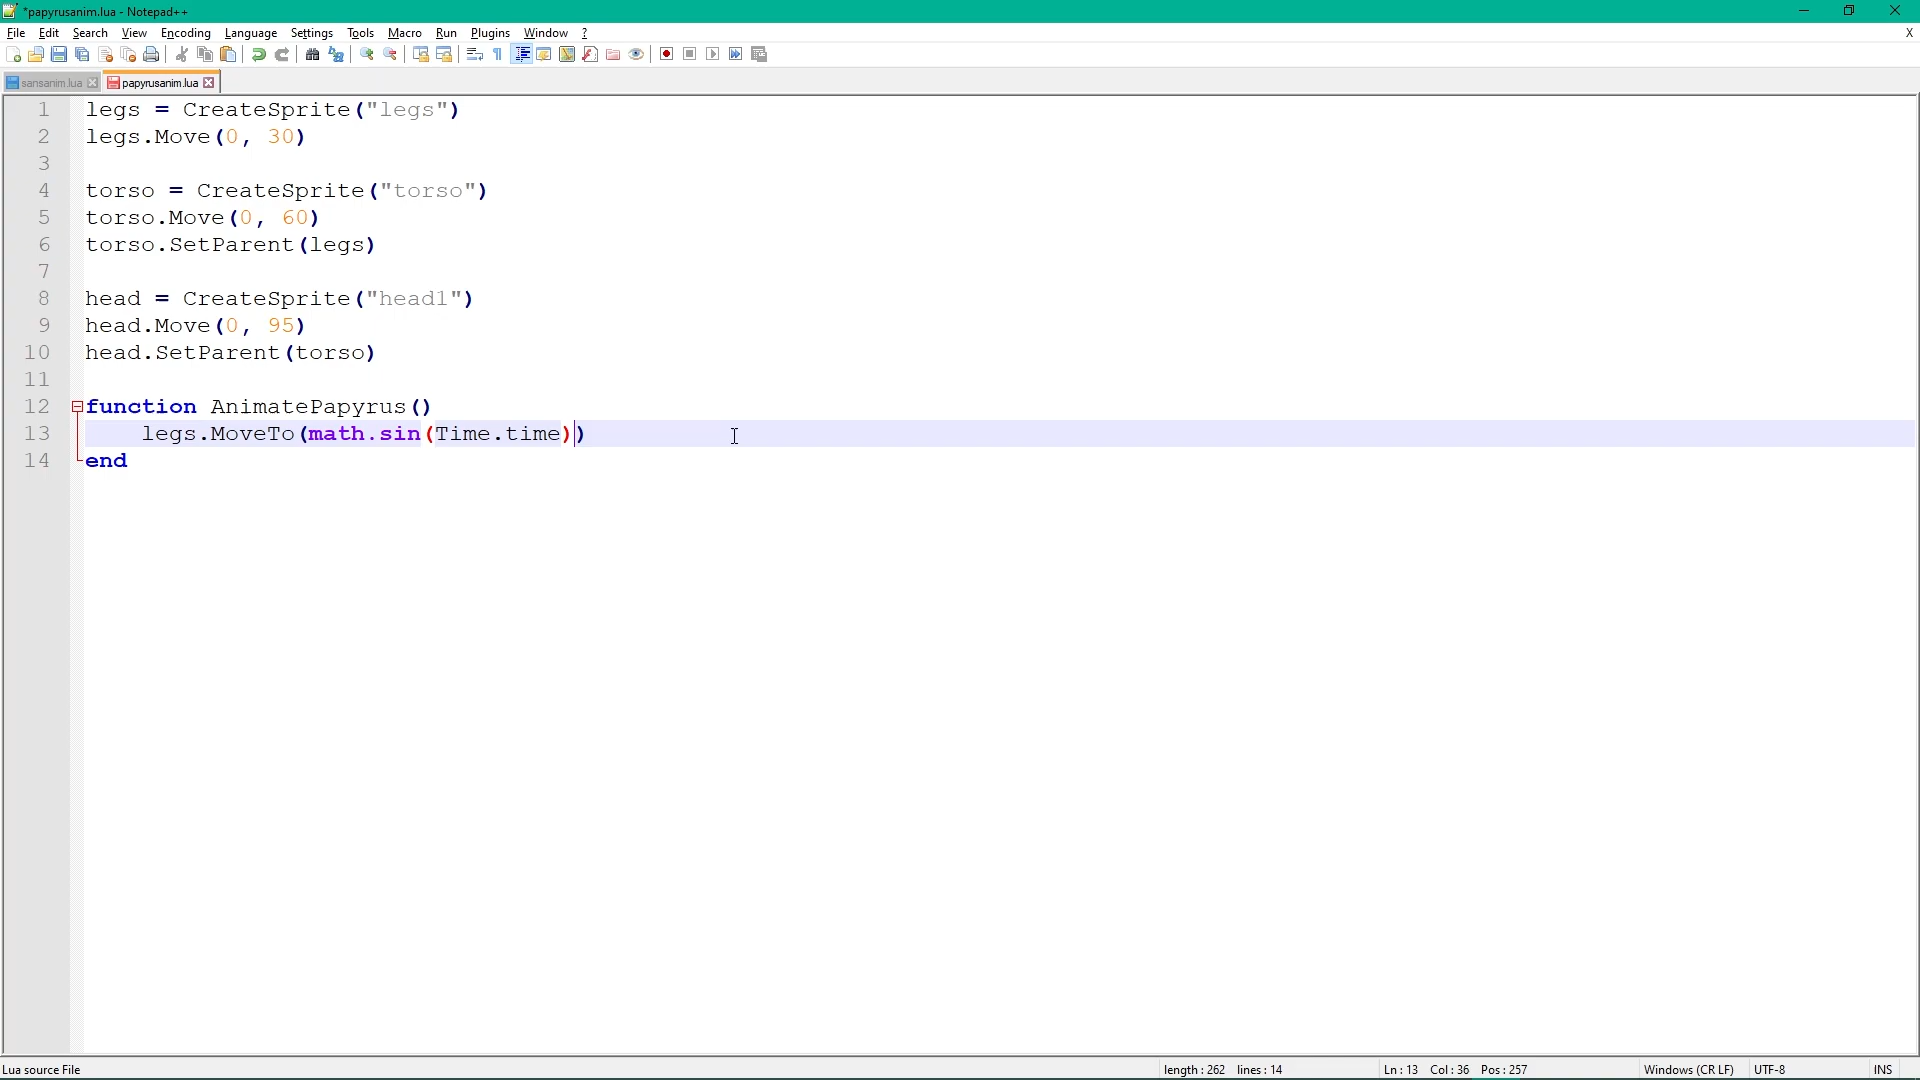 *papyrusanim.lua - Notepad++
File Edit Search View Encoding Language Settings Tools Macro Run Plugins Window ? X
sansanim.lua papyrusanim.lua
1 legs = CreateSprite("legs")
2 legs.Move(0, 30)
3
4 torso = CreateSprite("torso")
5 torso.Move(0, 60)
6 torso.SetParent(legs)
7
8 head = CreateSprite("head1")
9 head.Move(0, 95)
10 head.SetParent(torso)
11
12 function AnimatePapyrus()
13 legs.MoveTo(math.sin(Time.time))
14 end
Lua source File length : 262 lines : 14 Ln : 13 Col : 36 Pos : 257 Windows (CR LF) UTF-8 INS